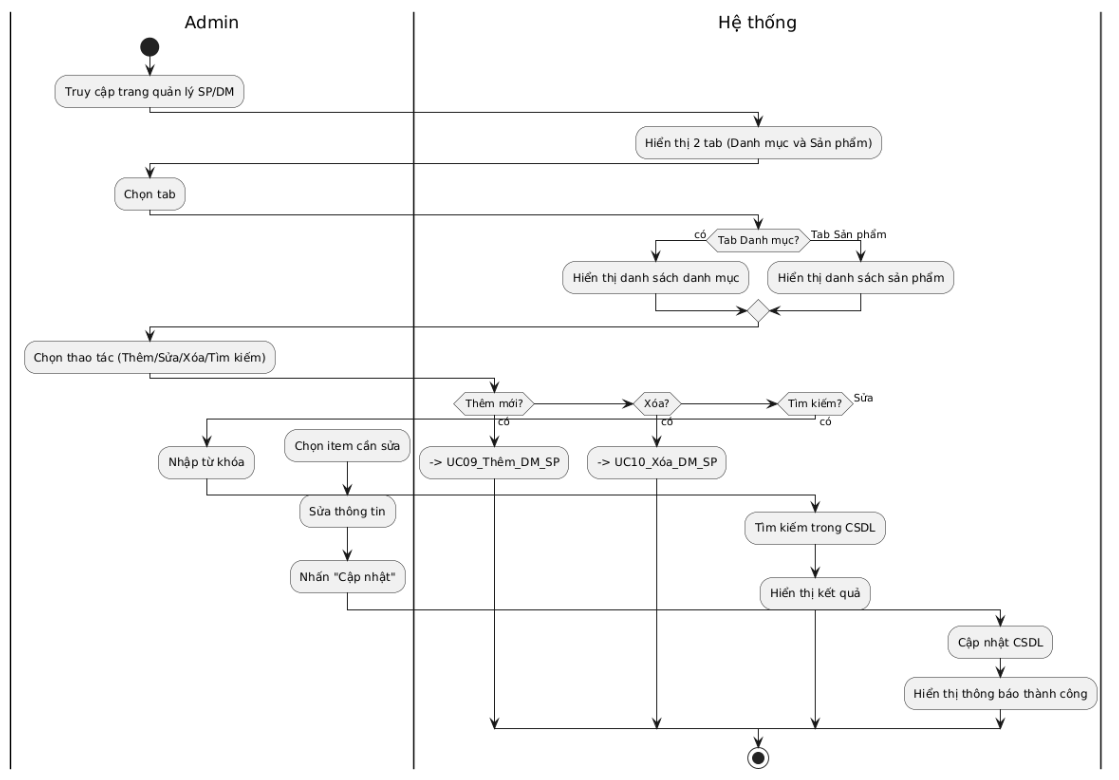 Admin
Hệ thống
Truy cập trang quản lý SP/DM
Hiển thị 2 tab (Danh mục và Sản phẩm)
Chọn tab
có
Tab Danh mục?
Tab Sản phẩm
Hiển thị danh sách danh mục
Hiển thị danh sách sản phẩm
Chọn thao tác (Thêm/Sửa/Xóa/Tìm kiếm)
Thêm mới?
Xóa?
Tìm kiếm?
Sửa
có
có
có
Nhập từ khóa
Chọn item cần sửa
-> UC09_Thêm_DM_SP
-> UC10_Xóa_DM_SP
Sửa thông tin
Tìm kiếm trong CSDL
Nhấn "Cập nhật"
Hiển thị kết quả
Cập nhật CSDL
Hiển thị thông báo thành công